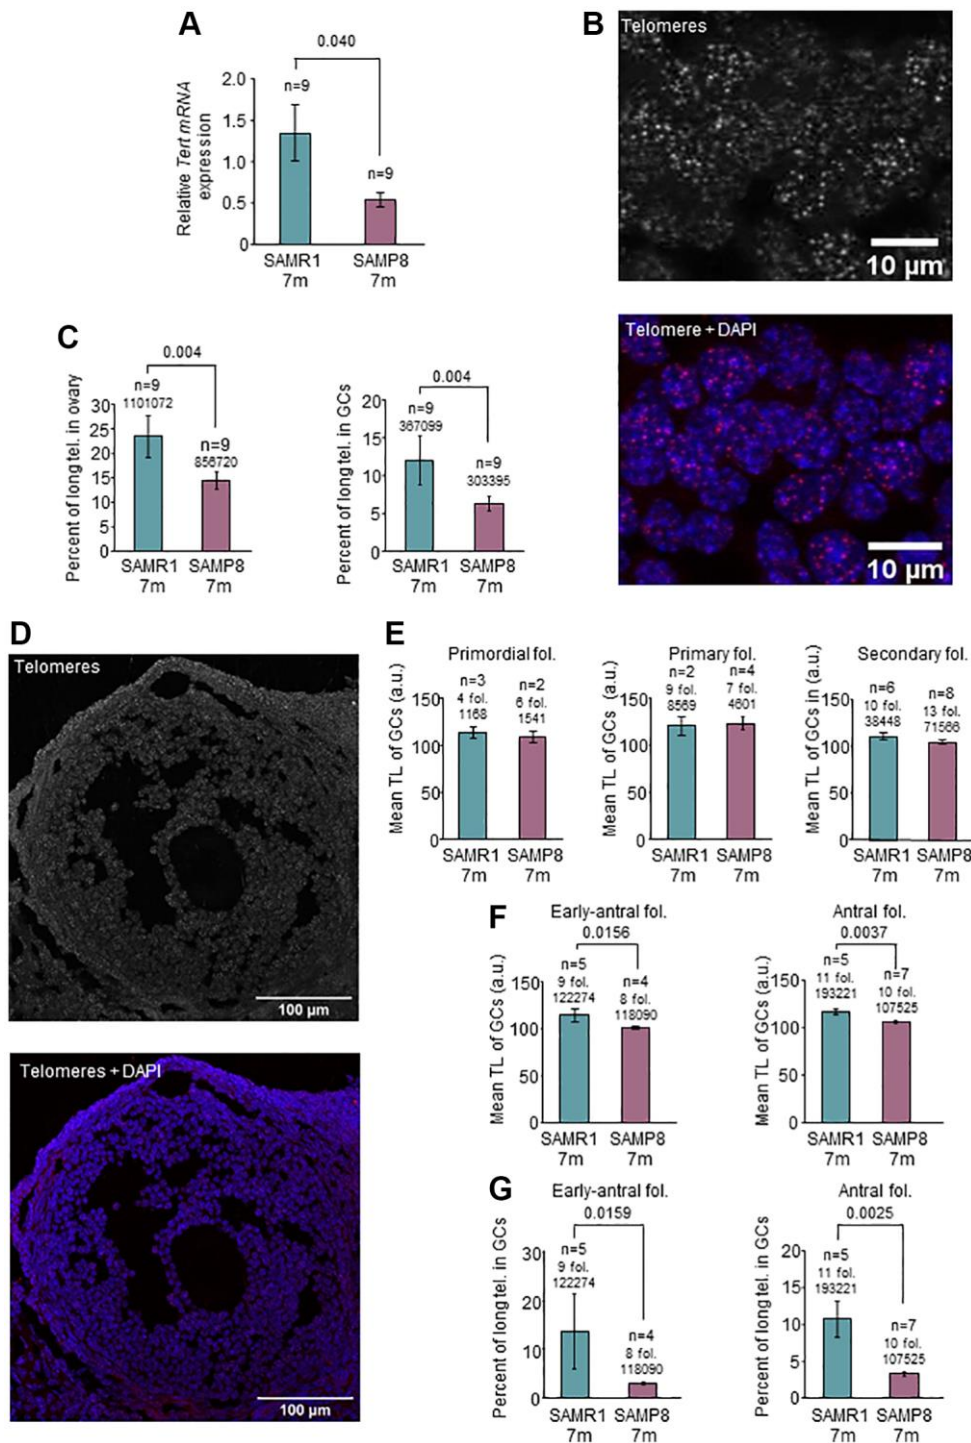 A
0.040
2.0
n=9
1.5
1.0
n=9
0.5
0
Relative Tert mRNA
expression
SAMR1
7m
SAMP8
7m
B
Telomeres
10 µm
Telomere + DAPI
10 µm
C
0.004
n=9
1101072
n=9
856720
30
25
20
15
10
5
0
Percent of long tel. in ovary
SAMR1
7m
SAMP8
7m
0.004
n=9
367099
n=9
303395
20
15
10
5
0
Percent of long tel. in GCs
SAMR1
7m
SAMP8
7m
D
Telomeres
100 µm
Telomeres + DAPI
100 µm
E
Primordial fol.
n=3
4 fol.
1168
n=2
6 fol.
1541
150
100
50
0
Mean TL of GCs (a.u.)
SAMR1
7m
SAMP8
7m
Primary fol.
n=2
9 fol.
8569
n=4
7 fol.
4601
150
100
50
0
Mean TL of GCs (a.u.)
SAMR1
7m
SAMP8
7m
Secondary fol.
n=6
10 fol.
38448
n=8
13 fol.
71566
150
100
50
0
Mean TL of GCs in (a.u.)
SAMR1
7m
SAMP8
7m
F
Early-antral fol.
0.0156
n=5
9 fol.
122274
n=4
8 fol.
118090
150
100
50
0
Mean TL of GCs (a.u.)
SAMR1
7m
SAMP8
7m
Antral fol.
0.0037
n=5
11 fol.
193221
n=7
10 fol.
107525
150
100
50
0
Mean TL of GCs (a.u.)
SAMR1
7m
SAMP8
7m
G
Early-antral fol.
0.0159
n=5
9 fol.
122274
n=4
8 fol.
118090
30
20
10
0
Percent of long tel. in GCs
SAMR1
7m
SAMP8
7m
Antral fol.
0.0025
n=5
11 fol.
193221
n=7
10 fol.
107525
20
15
10
5
0
Percent of long tel. in GCs
SAMR1
7m
SAMP8
7m